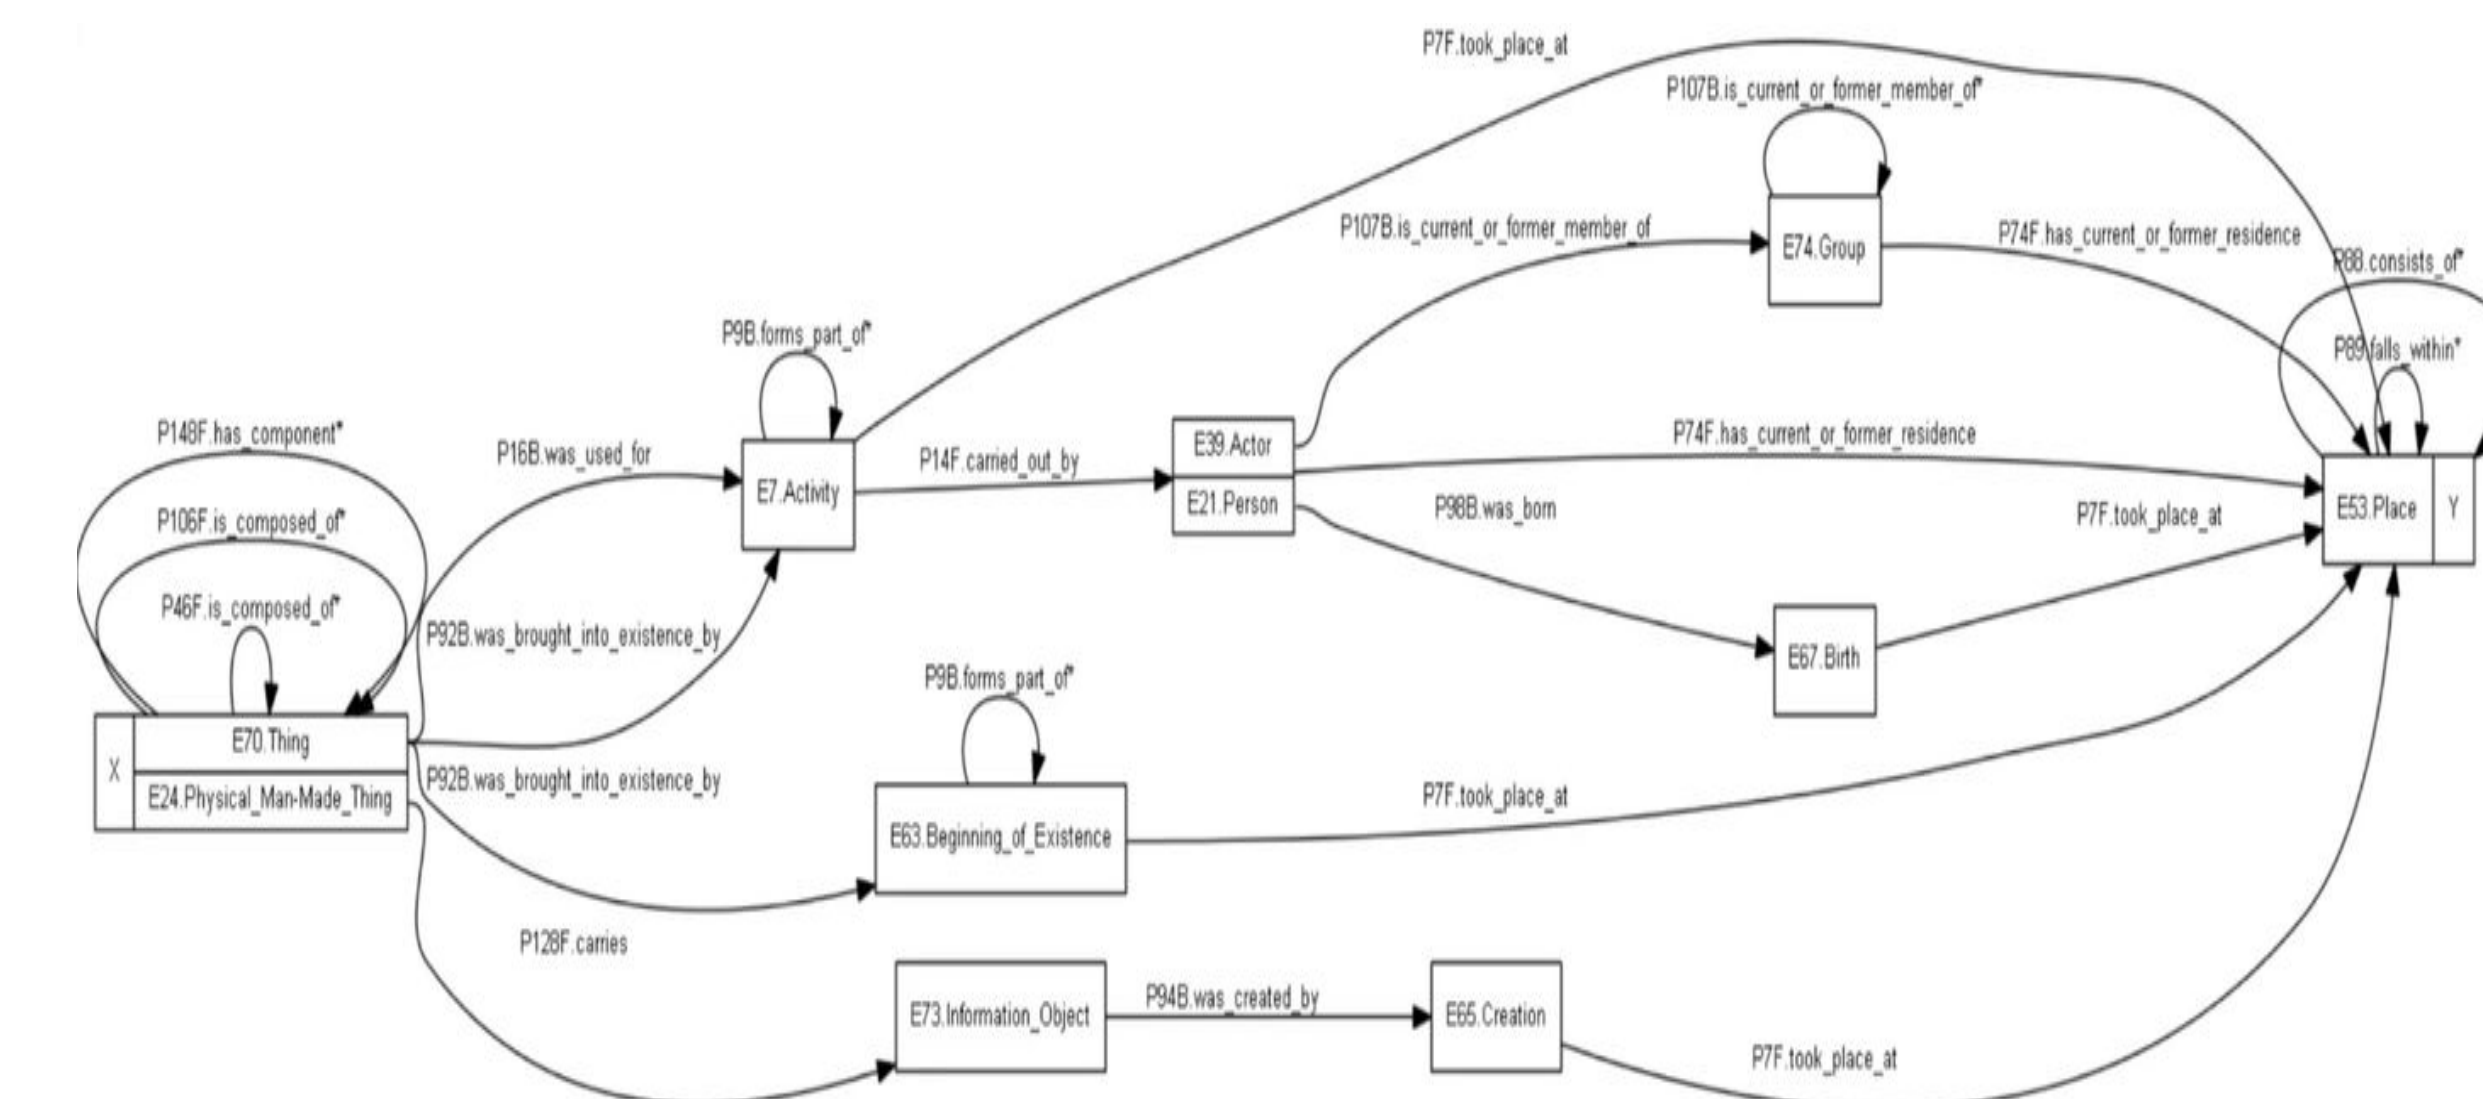 P7F.took_place_at
P107B.is_current_or_former_member_of*
P107B.is_current_or_former_member_of
E74.Group
P74F.has_current_or_former_residence
P88.consists_of*
P9B.forms_part_of*
P89.falls_within*
P148F.has_component*
P16B.was_used_for
E7.Activity
P14F.carried_out_by
E39.Actor
E21.Person
P74F.has_current_or_former_residence
P98B.was_born
P7F.took_place_at
E53.Place
Y
P106F.is_composed_of*
P46F.is_composed_of*
P92B.was_brought_into_existence_by
E67.Birth
P9B.forms_part_of*
X
E70.Thing
E24.Physical_Man-Made_Thing
P92B.was_brought_into_existence_by
E63.Beginning_of_Existence
P7F.took_place_at
P128F.carries
E73.Information_Object
P94B.was_created_by
E65.Creation
P7F.took_place_at